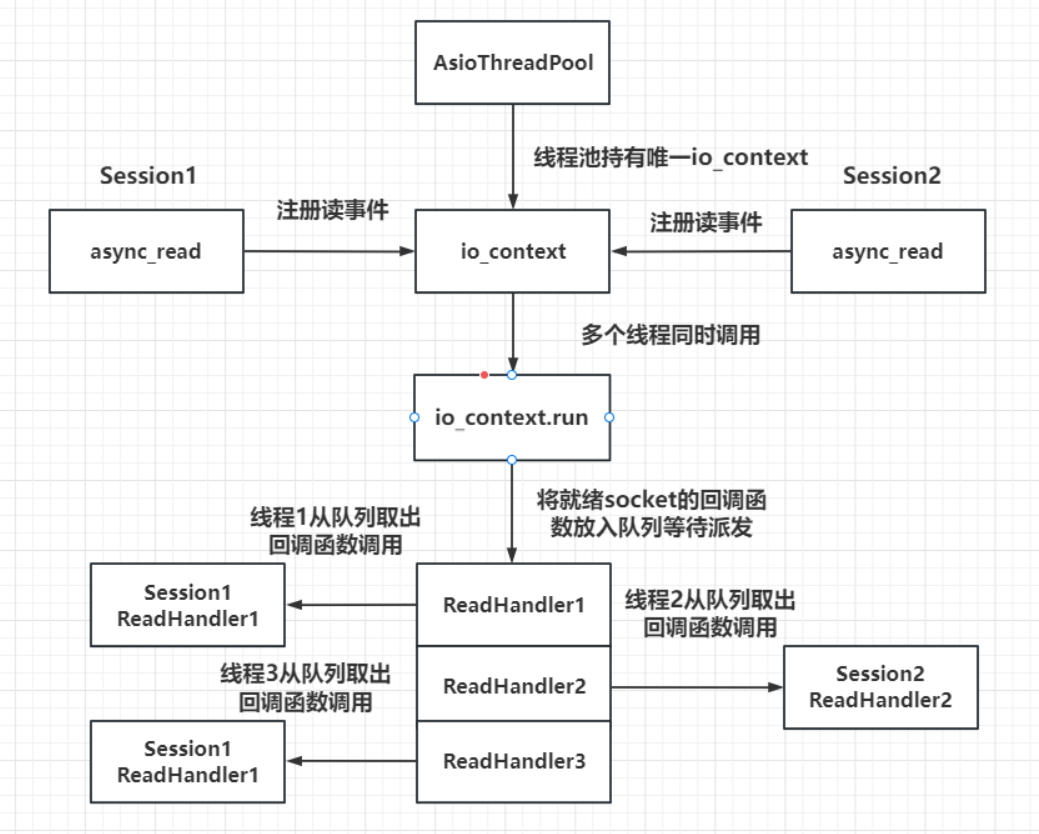 AsioThreadPool
线程池持有唯一io_context
Session1
Session2
注册读事件
注册读事件
async_read
io_context
async_read
多个线程同时调用
io_context.run
将就绪socket的回调函
数放入队列等待派发
线程1从队列取出
回调函数调用
Session1
ReadHandler1
ReadHandler1
线程2从队列取出
回调函数调用
线程3从队列取出
回调函数调用
ReadHandler2
Session2
ReadHandler2
Session1
ReadHandler1
ReadHandler3